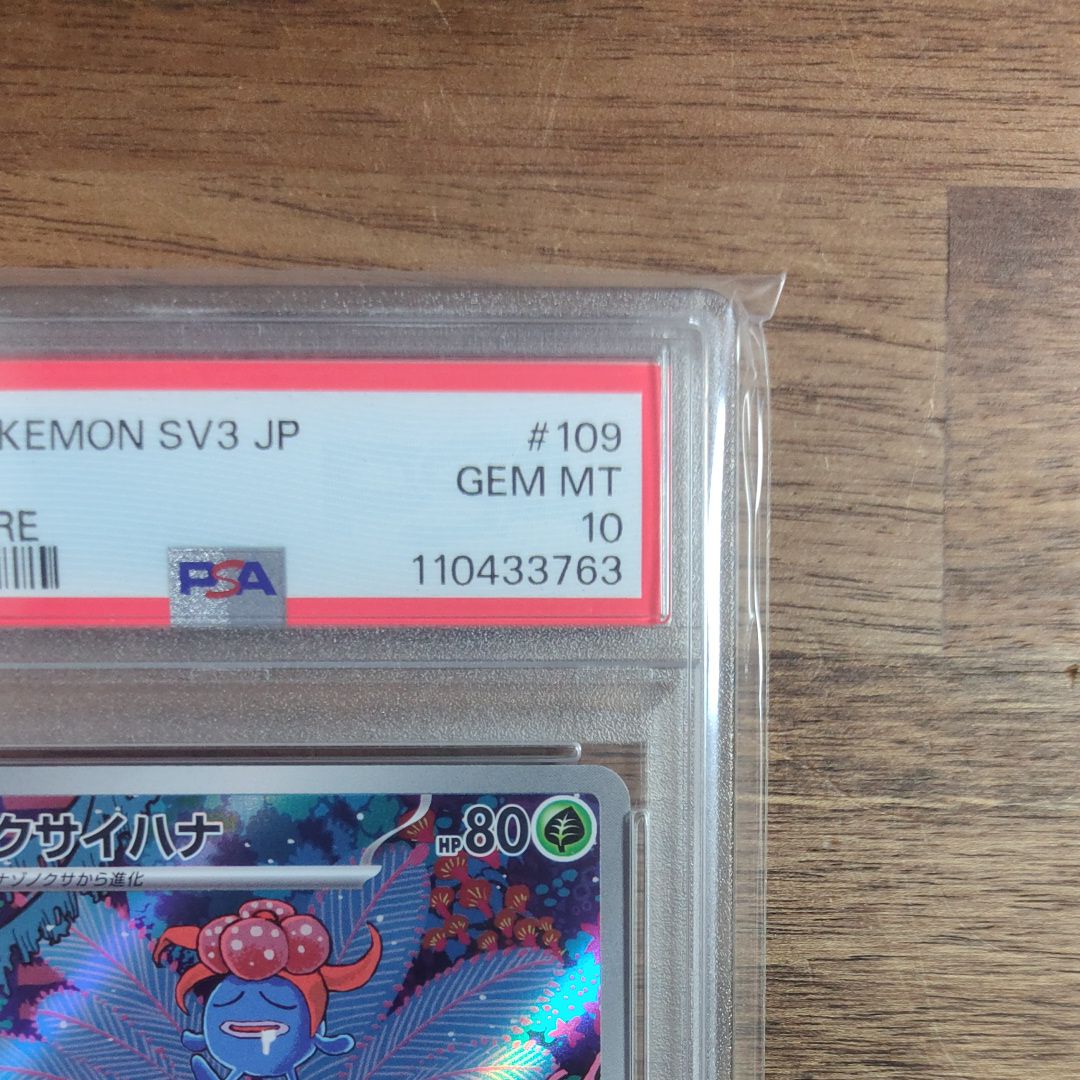 KEMON SV3 JP
#109
GEM MT
RE
10
PSA
110433763
クサイハナ
HP80
ゾノクサから進化